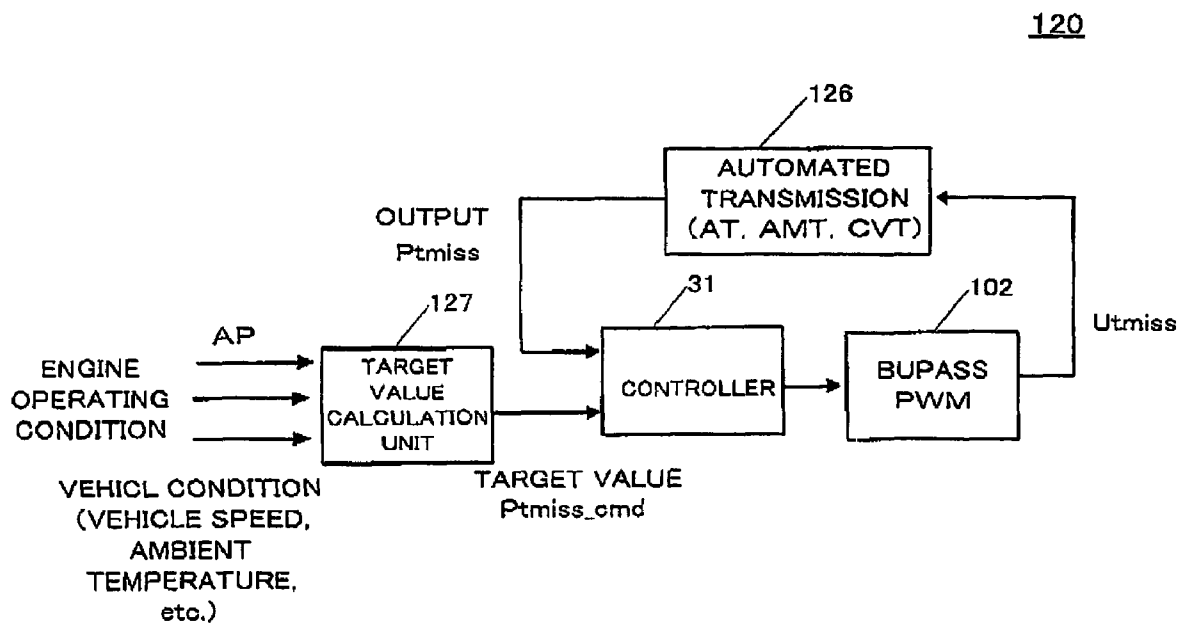 120
126
AUTOMATED
TRANSMISSION
(AT. AMT. CVT)
OUTPUT
Ptmiss
127
31
102
Utmiss
AP
ENGINE
OPERATING
CONDITION
TARGET
VALUE
CALCULATION
UNIT
CONTROLLER
BUPASS
PWM
VEHICL CONDITION
(VEHICLE SPEED,
AMBIENT
TEMPERATURE,
etc.)
TARGET VALUE
Ptmiss_cmd